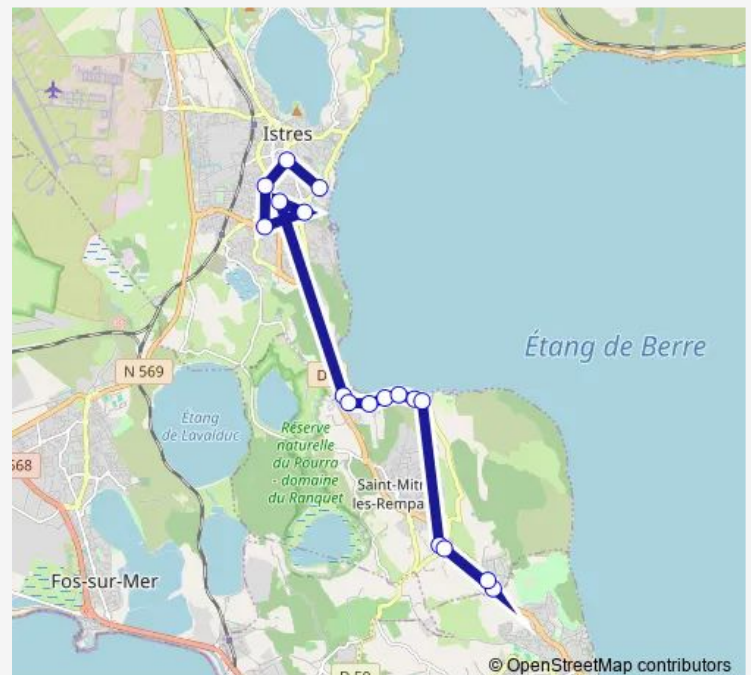 Istres
Étang de Berre
N 569
D
Étang
de Lavalduc
Réserve
naturelle
du Pourra
- domaine
du Ranquet
568
Saint-Mitr
les-Rempa
Fos-sur-Mer
D 50
© OpenStreetMap contributors